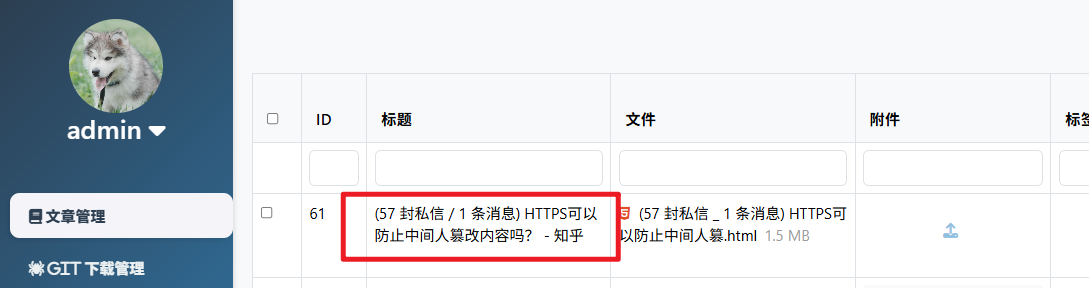 admin
文章管理
GIT 下载管理
ID
标题
文件
附件
标签
61
(57 封私信 / 1 条消息) HTTPS可以
防止中间人篡改内容吗？ - 知乎
(57 封私信 _ 1 条消息) HTTPS可
以防止中间人篡.html 1.5 MB